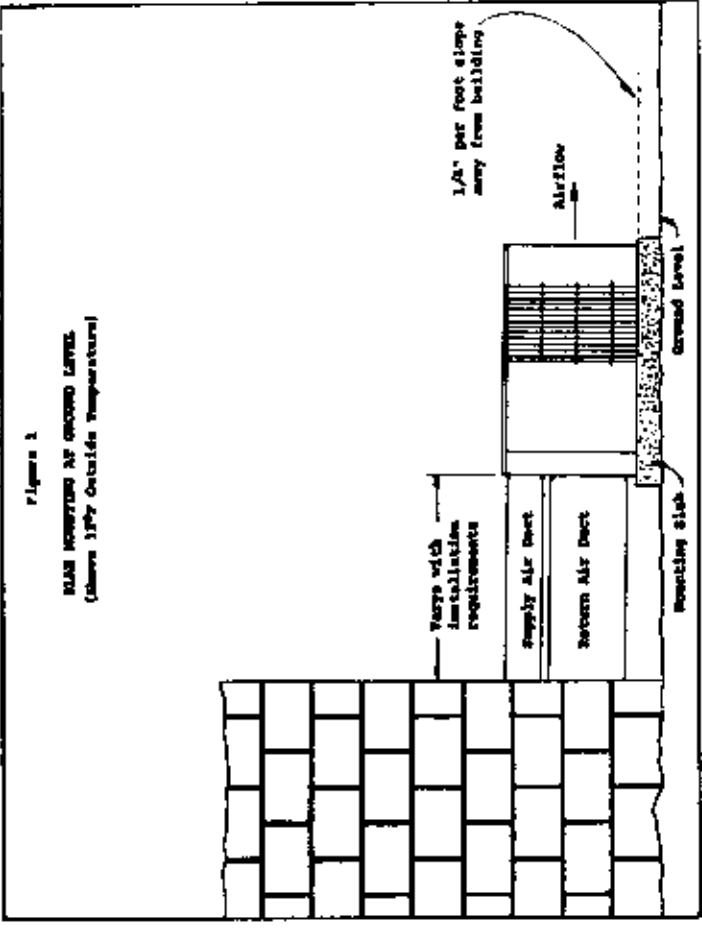 Figure 1
SLAB MOUNTING AT GROUND LEVEL
(Above Outside Temperature)
1/4" per foot slope
away from building
Airflow
Varys with
installation
requirements
Supply Air Duct
Return Air Duct
Mounting Slab
Ground Level